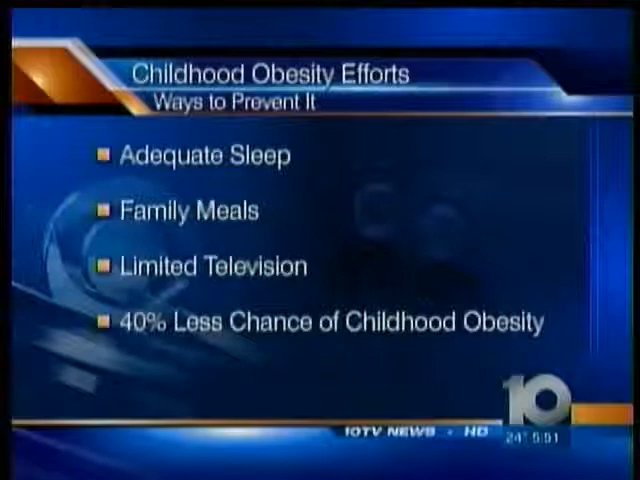 Childhood Obesity Efforts
Ways to Prevent It
Adequate Sleep
Family Meals
Limited Television
40% Less Chance of Childhood Obesity
10
10TV NEWS - HD
24° 5:51